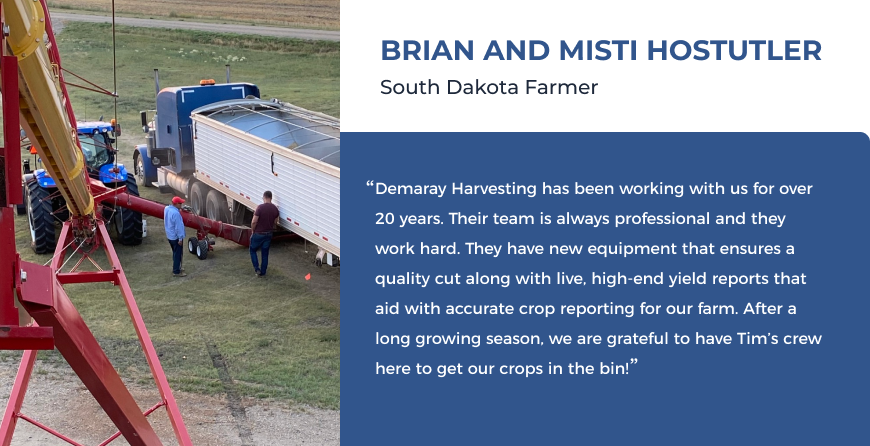 BRIAN AND MISTI HOSTUTLER
South Dakota Farmer
“Demaray Harvesting has been working with us for over
20 years. Their team is always professional and they
work hard. They have new equipment that ensures a
quality cut along with live, high-end yield reports that
aid with accurate crop reporting for our farm. After a
long growing season, we are grateful to have Tim’s crew
here to get our crops in the bin!”